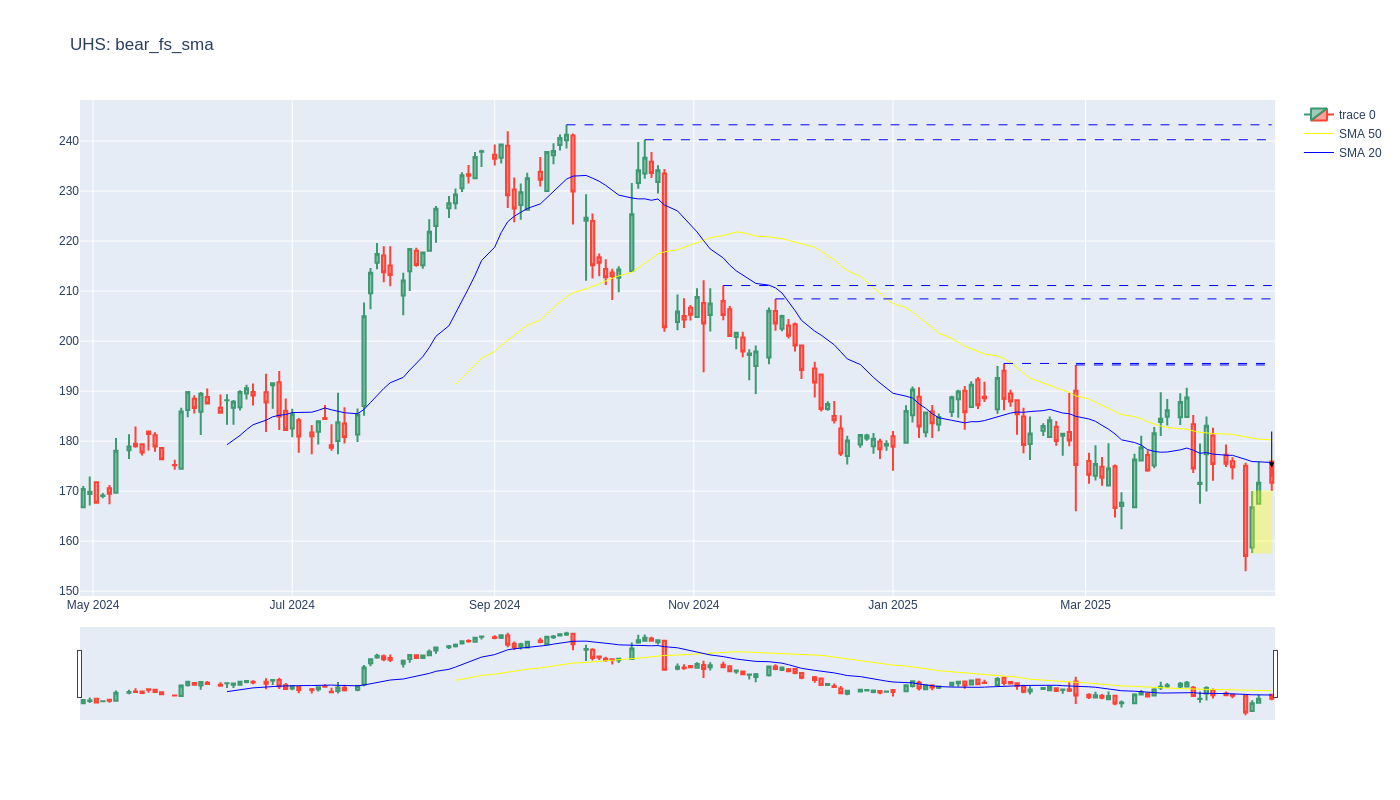 UHS: bear_fs_sma
trace 0
SMA 50
SMA 20
240
230
220
210
200
190
180
170
160
150
May 2024
Jul 2024
Sep 2024
Nov 2024
Jan 2025
Mar 2025